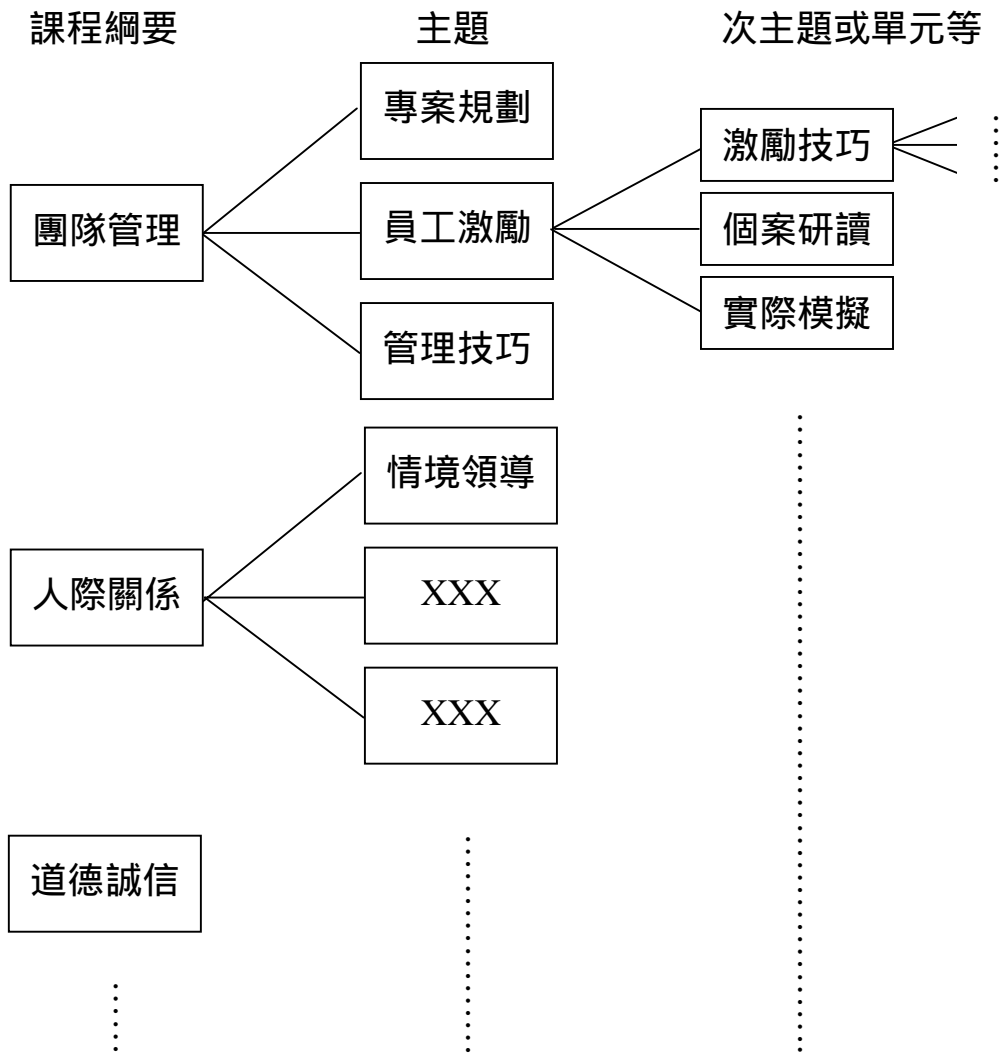 課程綱要 主題 次主題或單元等
專案規劃
激勵技巧
團隊管理
員工激勵
個案研讀
實際模擬
管理技巧
情境領導
人際關係
XXX
XXX
道德誠信